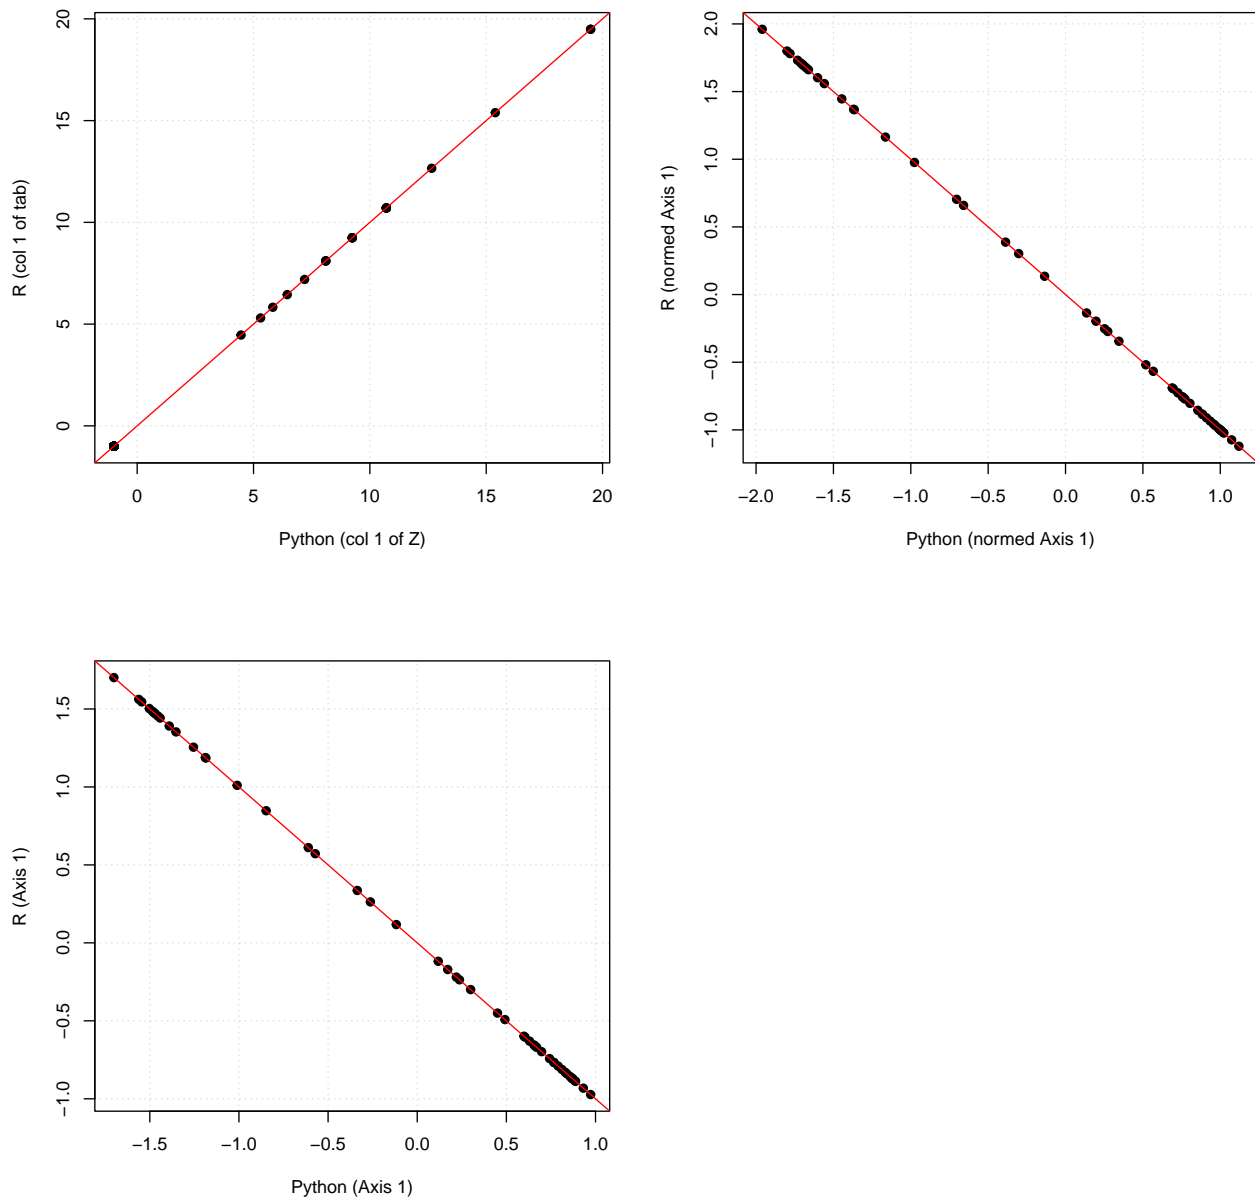 20
15
10
5
0
R (col 1 of tab)
0 5 10 15 20
Python (col 1 of Z)
2.0
1.5
1.0
0.5
0.0
−0.5
−1.0
R (normed Axis 1)
−2.0 −1.5 −1.0 −0.5 0.0 0.5 1.0
Python (normed Axis 1)
1.5
1.0
0.5
0.0
−0.5
−1.0
R (Axis 1)
−1.5 −1.0 −0.5 0.0 0.5 1.0
Python (Axis 1)